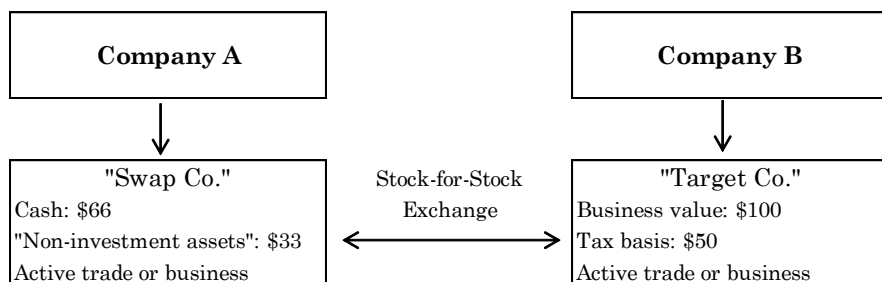 Company A
Company B
"Swap Co."
Cash: $66
"Non-investment assets": $33
Active trade or business
Stock-for-Stock
Exchange
"Target Co."
Business value: $100
Tax basis: $50
Active trade or business